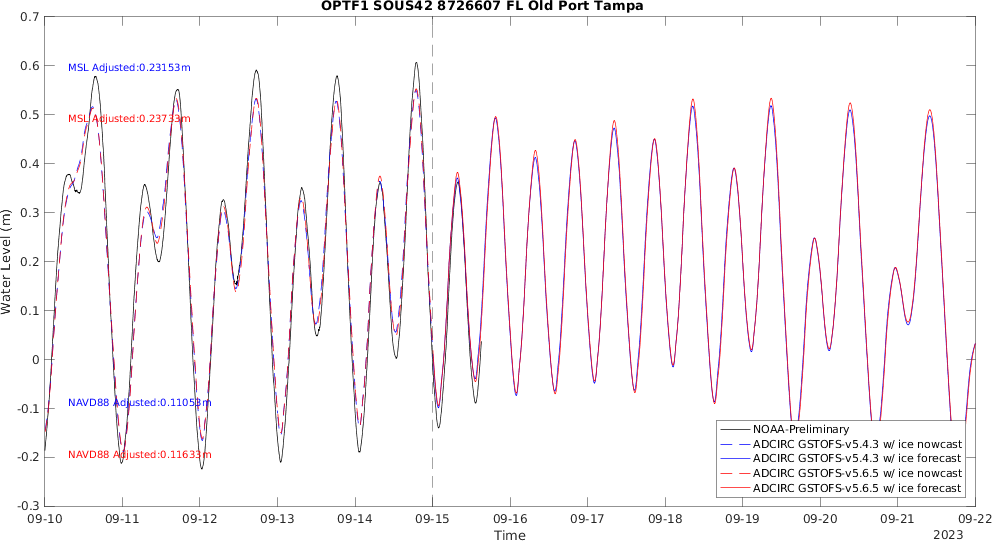 OPTF1 SOUS42 8726607 FL Old Port Tampa
0.7
0.6
0.5
0.4
0.3
0.2
0.1
0
-0.1
-0.2
-0.3
Water Level (m)
MSL Adjusted:0.23153m
MSL Adjusted:0.23733m
NAVD88 Adjusted:0.11053m
NAVD88 Adjusted:0.11633m
NOAA-Preliminary
ADCIRC GSTOFS-v5.4.3 w/ ice nowcast
ADCIRC GSTOFS-v5.4.3 w/ ice forecast
ADCIRC GSTOFS-v5.6.5 w/ ice nowcast
ADCIRC GSTOFS-v5.6.5 w/ ice forecast
09-10 09-11 09-12 09-13 09-14 09-15 09-16 09-17 09-18 09-19 09-20 09-21 09-22
Time
2023